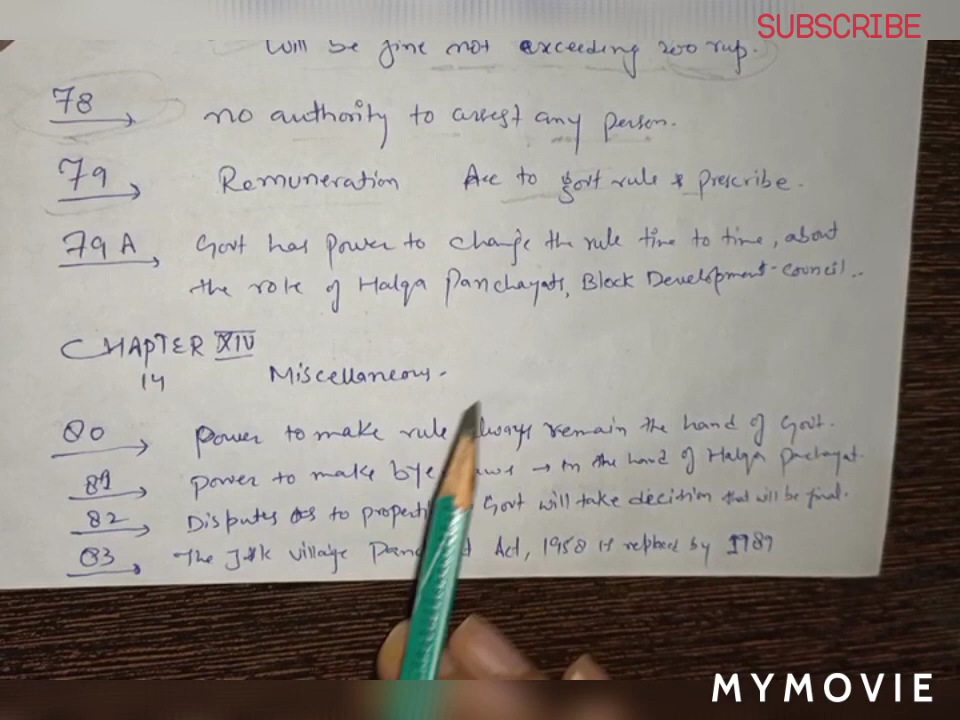 SUBSCRIBE
Will be fine not exceeding 200 rup.
78 → no authority to arrest any person.
79 → Remuneration Acc to govt rule & prescribe.
79 A → Govt has power to change the rule time to time, about
the role of Halqa Panchayats, Block Development-Council..
CHAPTER XIV
14 Miscellaneous.
80 → power to make rule always remain the hand of Govt.
81 → power to make bye laws → in the hand of Halqa pachayat.
82 → Disputes as to property Govt will take decision that will be final.
83 → The J&k village Act, 1958 is replaced by 1989
MYMOVIE